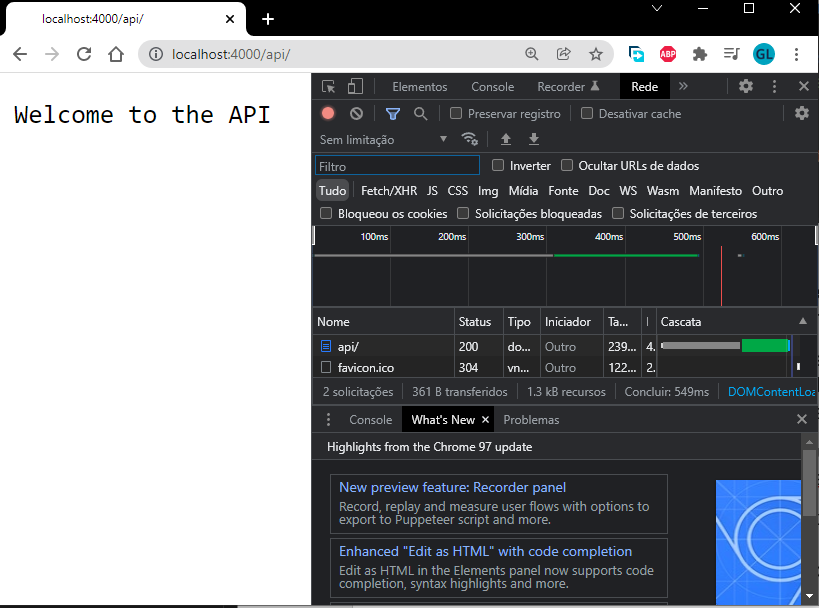 localhost:4000/api/
localhost:4000/api/
ABP
GL
Welcome to the API
Elementos Console Recorder Rede
Preservar registro Desativar cache
Sem limitação
Filtro Inverter Ocultar URLs de dados
Tudo Fetch/XHR JS CSS Img Mídia Fonte Doc WS Wasm Manifesto Outro
Bloqueou os cookies Solicitações bloqueadas Solicitações de terceiros
100ms 200ms 300ms 400ms 500ms 600ms
Nome Status Tipo Iniciador Ta... Cascata
api/ 200 do... Outro 239... 4.
favicon.ico 304 vn... Outro 122... 2.
2 solicitações 361 B transferidos 1.3 kB recursos Concluir: 549ms DOMContentLoa
Console What's New Problemas
Highlights from the Chrome 97 update
New preview feature: Recorder panel
Record, replay and measure user flows with options to
export to Puppeteer script and more.
Enhanced "Edit as HTML" with code completion
Edit as HTML in the Elements panel now supports code
completion, syntax highlights and more.